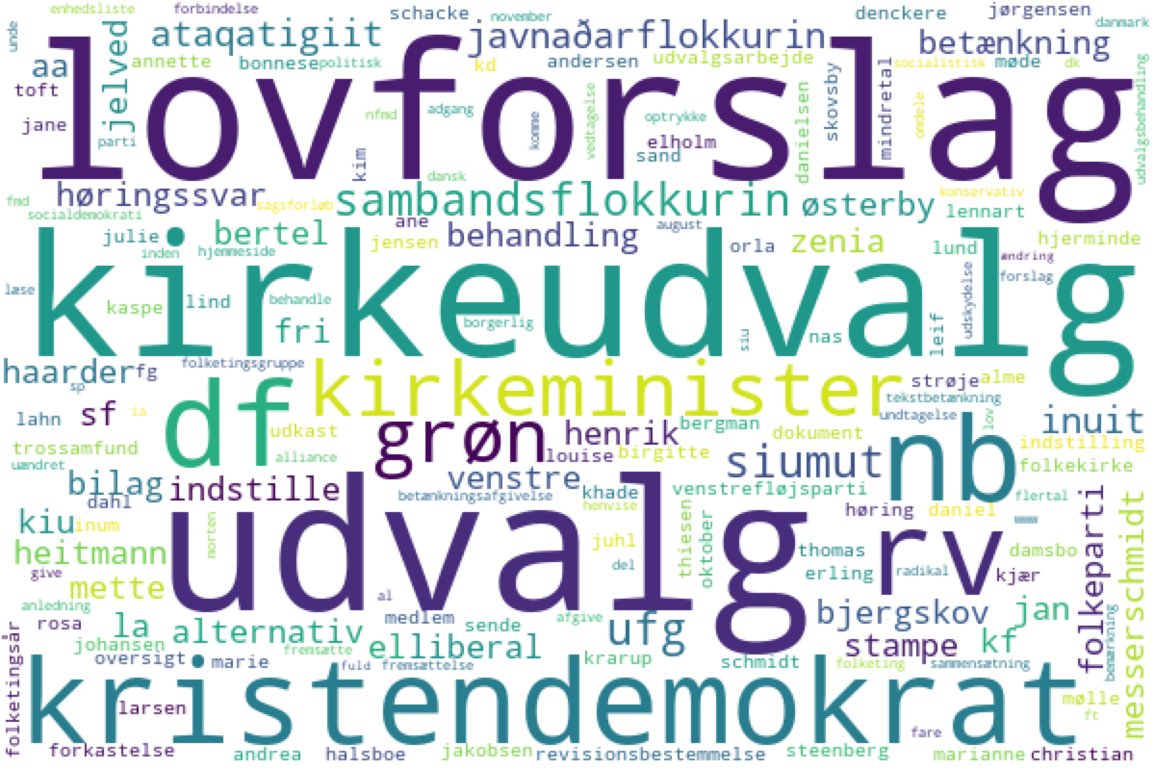 enhedsliste forbindelse schacke november denckere jørgensen danmark
unde ataqatigiit javnaðarflokkurin betænkning
aa jelved annette bonnese politisk kd andersen udvalgsarbejde socialistisk møde dk
toft lovforslag
jane parti kim nfmd adgang komme optrykke vedtagelse danielsen skovsby mindretal ondele udvalgsbehandling
dansk sand elholm
fmd høringssvar sagsforløb sambandsflokkurin østerby konservativ lennart
socialdemokrati ane august
julie bertel jensen behandling orla zenia lund ændring hjerminde
inden hjemmeside
kirkeudvalg
læse kaspe lind behandle borgerlig forslag
fri siu nas leif udskydelse
haarder fg folketingsgruppe kirkeminister strøje alme
sp tekstbetænkning
lahn sf ia df udkast grøn henrik bergman dokument undtagelse lov inuit
trossamfund alliance louise birgitte siumut nb indstilling
uændret venstre folkekirke
bilag indstille betænkningsafgivelse khade venstrefløjsparti flertal
dahl henvise
kiu inum morten udvalg thiesen oktober høring daniel www
heitmann juhl rv thomas damsbo folkeparti messerschmidt
give mette del erling radikal kjær
anledning al
rosa la alternativ medlem sende afgive ufg bjergskov jan
johansen fremsætte elliberal stampe kf bemærkning
folketingsår oversigt marie fuld fremsættelse krarup schmidt folketing sammensætning
kristendemokrat
larsen mølle
ft
fare
forkastelse andrea halsboe jakobsen revisionsbestemmelse steenberg marianne christian